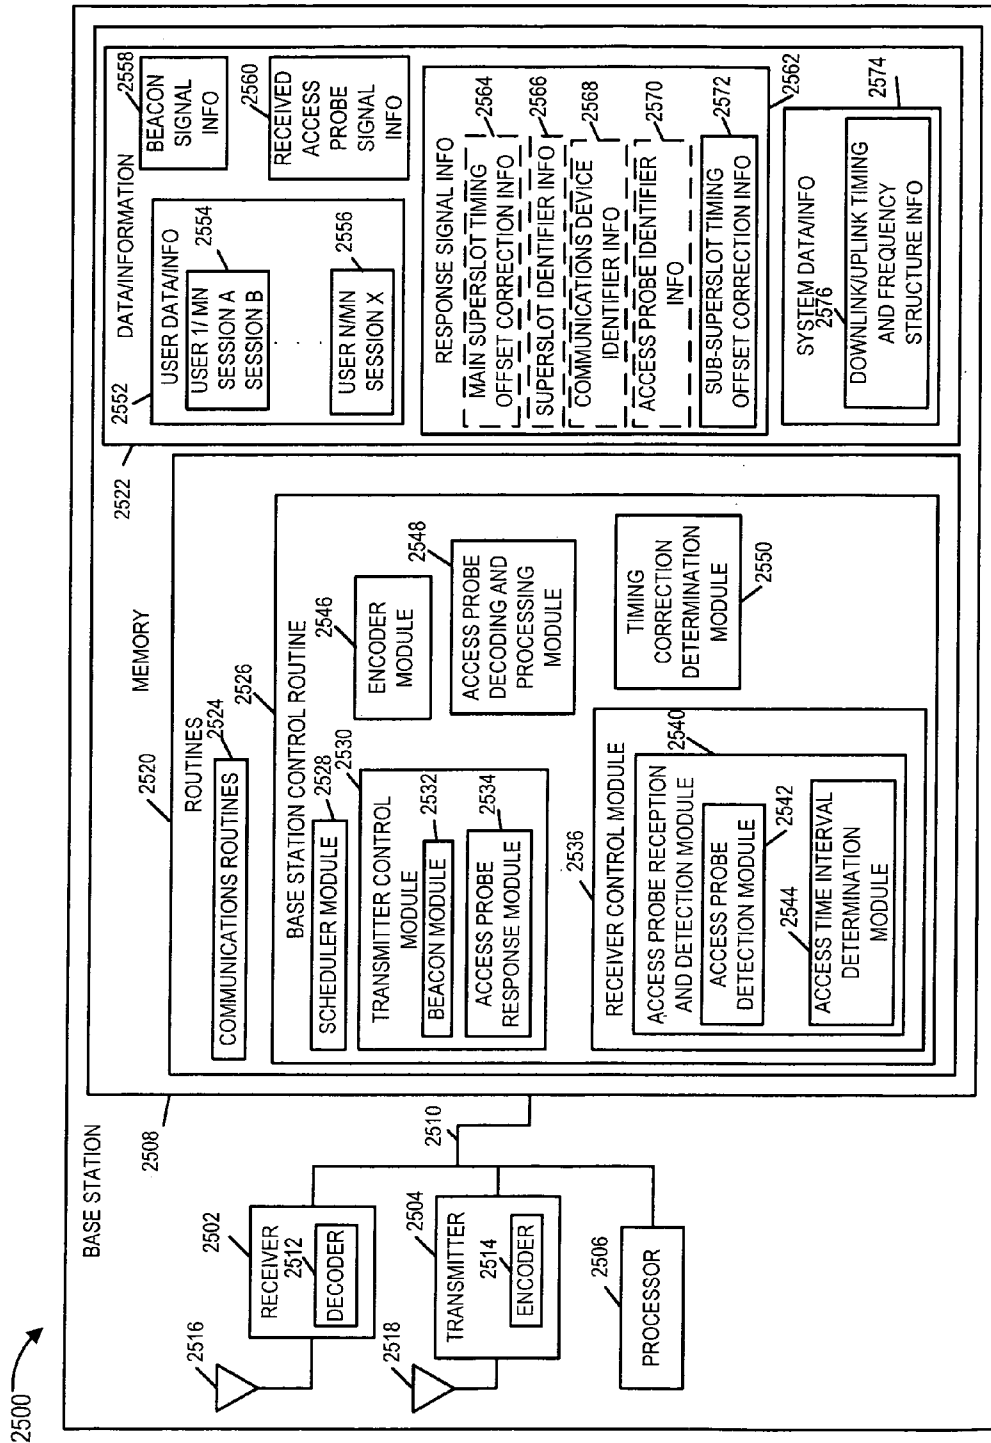 2500
BASE STATION
2516
2502
RECEIVER
2512
DECODER
2518
2504
TRANSMITTER
2514
ENCODER
2506
PROCESSOR
2510
2508
MEMORY
2520
ROUTINES
2524
COMMUNICATIONS ROUTINES
2526
BASE STATION CONTROL ROUTINE
2528
SCHEDULER MODULE
2530
TRANSMITTER CONTROL
MODULE
2532
BEACON MODULE
2534
ACCESS PROBE
RESPONSE MODULE
2546
ENCODER
MODULE
2548
ACCESS PROBE
DECODING AND
PROCESSING
MODULE
2536
RECEIVER CONTROL MODULE
2540
ACCESS PROBE RECEPTION
AND DETECTION MODULE
2542
ACCESS PROBE
DETECTION MODULE
2544
ACCESS TIME INTERVAL
DETERMINATION
MODULE
TIMING
CORRECTION
DETERMINATION
MODULE
2550
2522
DATA/INFORMATION
2552
USER DATA/INFO
2554
USER 1/ MN
SESSION A
SESSION B
2556
USER N/MN
SESSION X
2558
BEACON
SIGNAL
INFO
2560
RECEIVED
ACCESS
PROBE
SIGNAL
INFO
2562
RESPONSE SIGNAL INFO
2564
MAIN SUPERSLOT TIMING
OFFSET CORRECTION INFO
2566
SUPERSLOT IDENTIFIER INFO
2568
COMMUNICATIONS DEVICE
IDENTIFIER INFO
2570
ACCESS PROBE IDENTIFIER
INFO
2572
SUB-SUPERSLOT TIMING
OFFSET CORRECTION INFO
2574
SYSTEM DATA/INFO
2576
DOWNLINK/UPLINK TIMING
AND FREQUENCY
STRUCTURE INFO